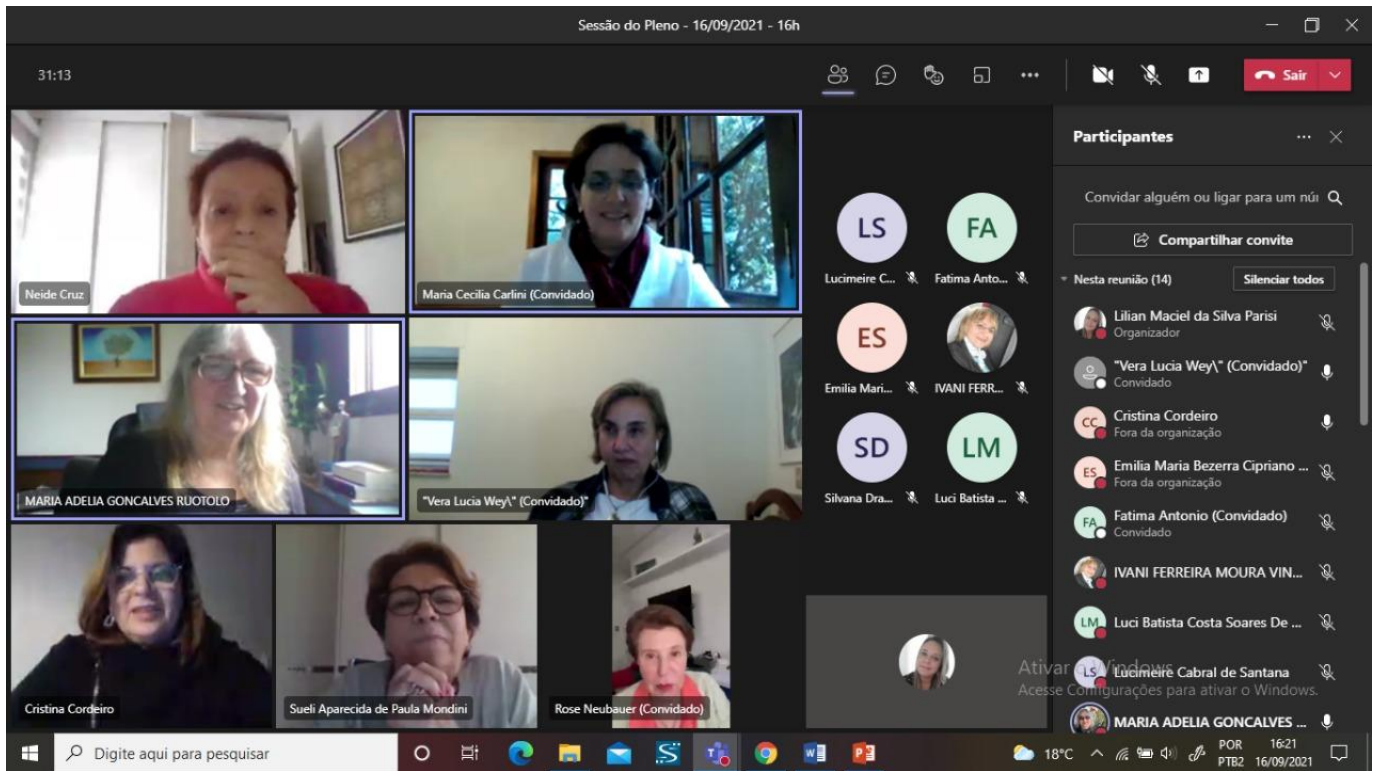 Sessão do Pleno - 16/09/2021 - 16h
31:13
Sair
Neide Cruz
Maria Cecilia Carlini (Convidado)
MARIA ADELIA GONCALVES RUOTOLO
"Vera Lucia Wey\" (Convidado)"
Cristina Cordeiro
Sueli Aparecida de Paula Mondini
Rose Neubauer (Convidado)
LS
FA
Lucimeire C...
Fatima Anto...
ES
Emilia Mari...
IVANI FERR...
SD
LM
Silvana Dra...
Luci Batista ...
Participantes
Convidar alguém ou ligar para um nú
Compartilhar convite
Nesta reunião (14)
Silenciar todos
Lilian Maciel da Silva Parisi
Organizador
"Vera Lucia Wey\" (Convidado)"
Convidado
CC
Cristina Cordeiro
Fora da organização
ES
Emilia Maria Bezerra Cipriano ...
Fora da organização
FA
Fatima Antonio (Convidado)
Convidado
IVANI FERREIRA MOURA VIN...
LM
Luci Batista Costa Soares De ...
LS
Lucimeire Cabral de Santana
MARIA ADELIA GONCALVES ...
Ativar o Windows
Acesse Configurações para ativar o Windows.
Digite aqui para pesquisar
18°C
POR
PTB2
16:21
16/09/2021